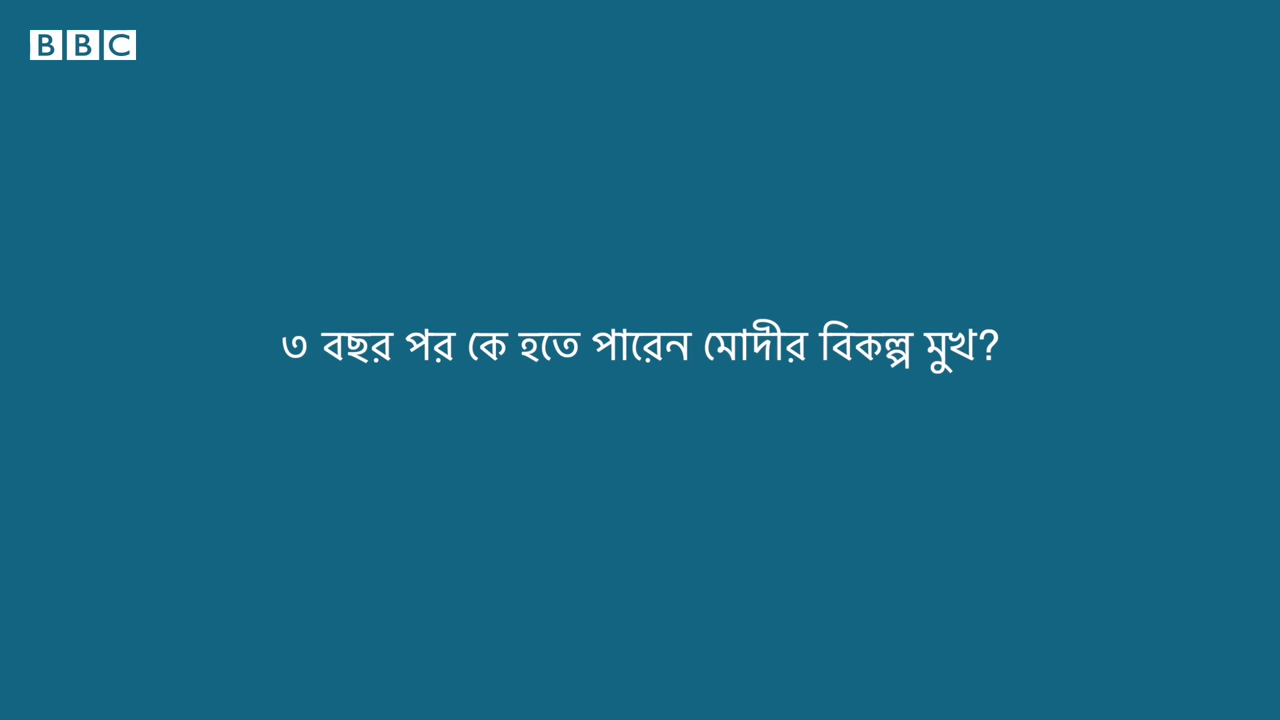 BBC
৩ বছর পর কে হতে পারেন মোদীর বিকল্প মুখ?